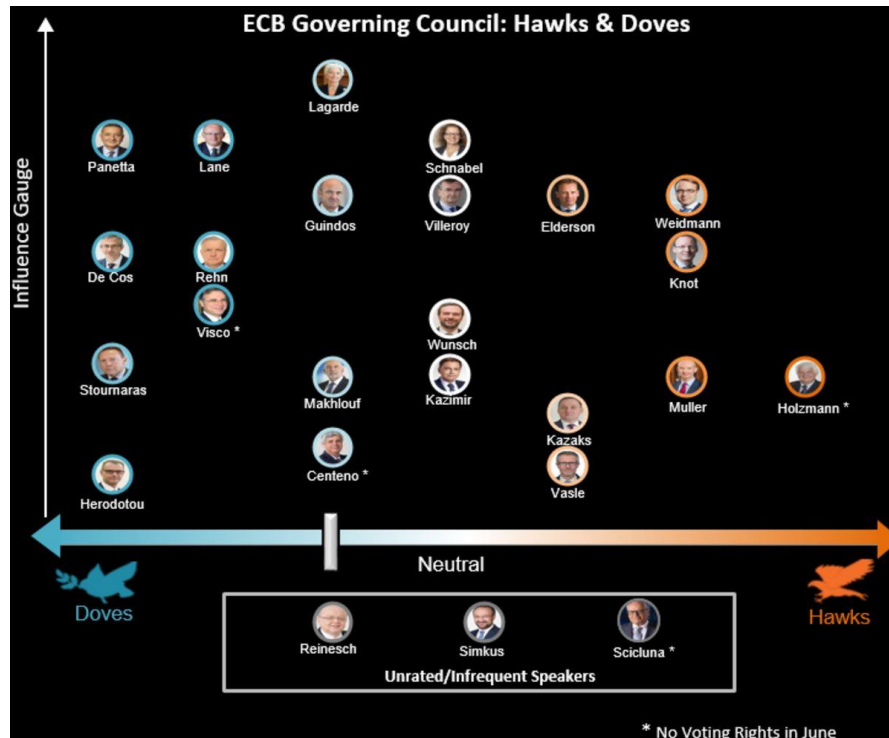 ECB Governing Council: Hawks & Doves
Influence Gauge
Lagarde
Panetta
Lane
Schnabel
Guindos
Villeroy
Elderson
Weidmann
De Cos
Rehn
Knot
Visco *
Wunsch
Stournaras
Makhlouf
Kazimir
Muller
Holzmann *
Kazaks
Centeno *
Vasle
Herodotou
Neutral
Doves
Hawks
Reinesch
Simkus
Scicluna *
Unrated/Infrequent Speakers
* No Voting Rights in June